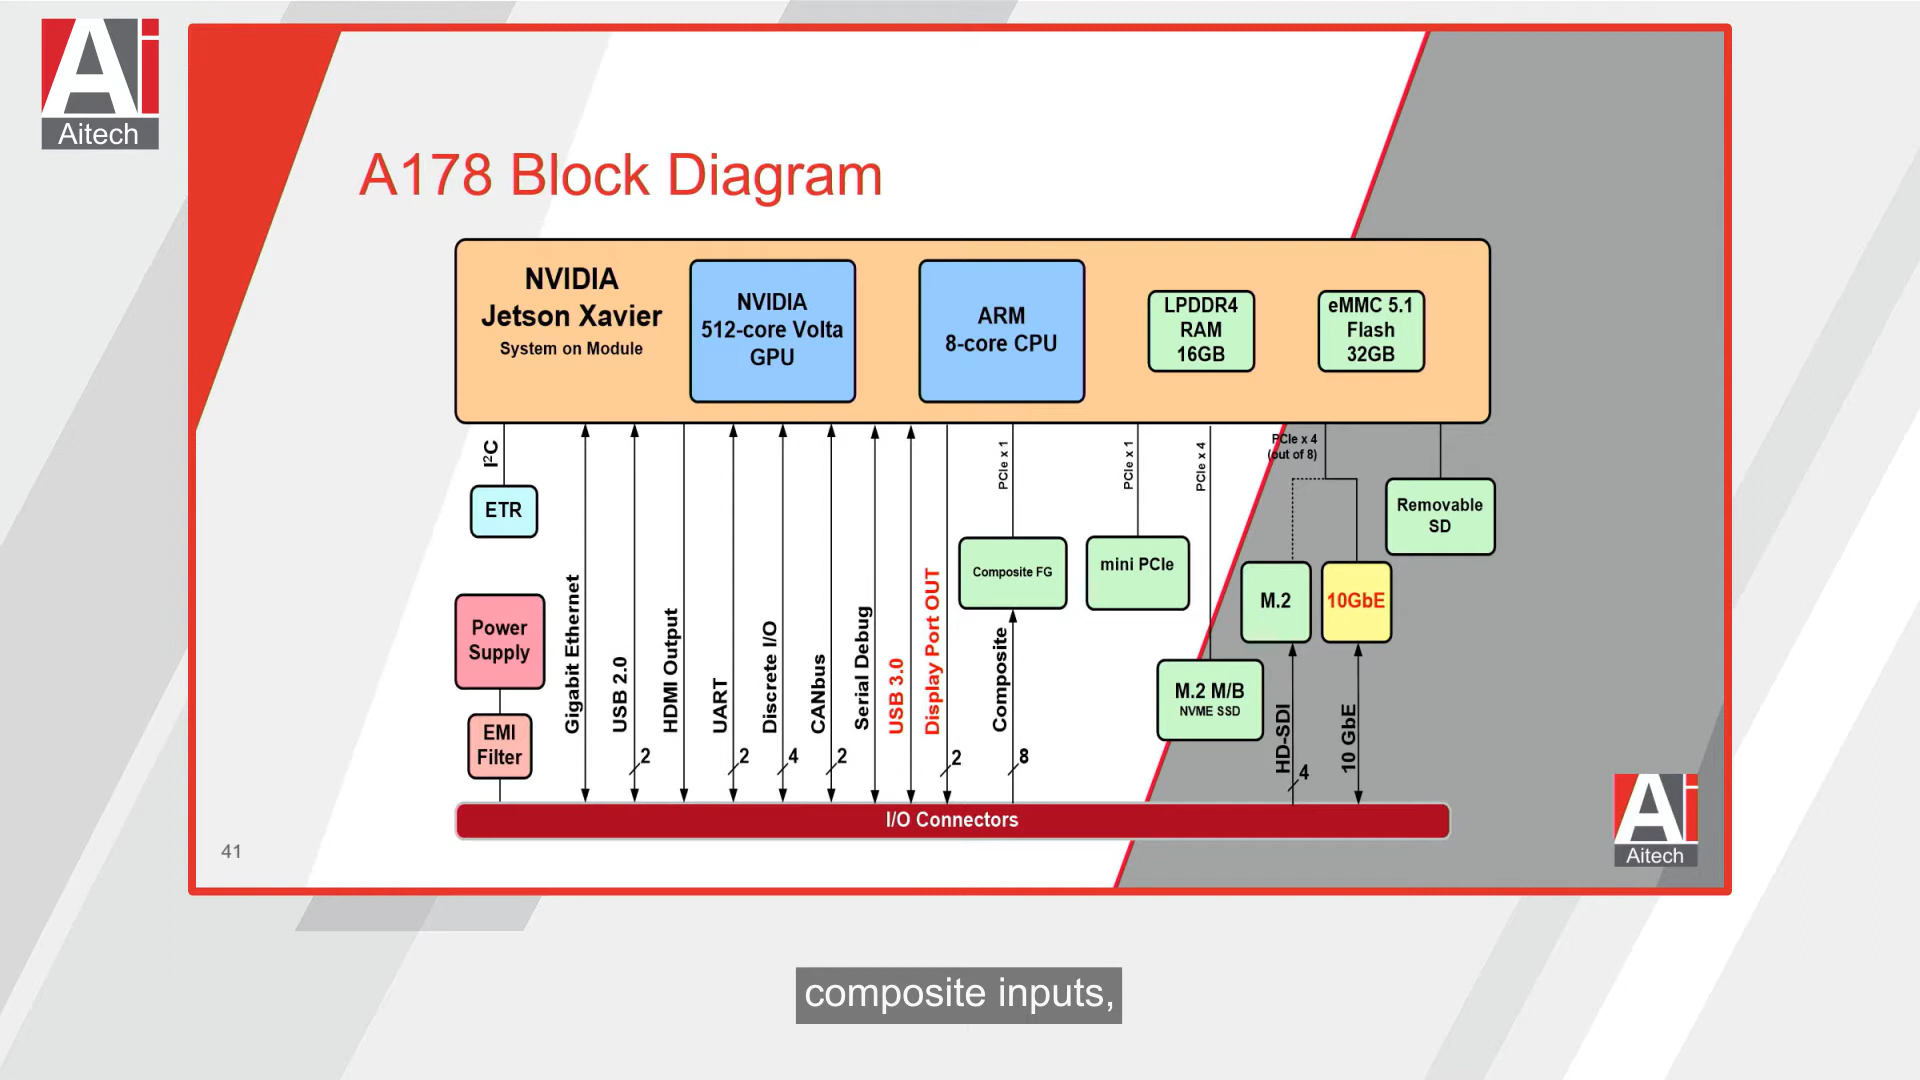 Ai
Aitech
A178 Block Diagram
NVIDIA
Jetson Xavier
System on Module
NVIDIA
512-core Volta
GPU
ARM
8-core CPU
LPDDR4
RAM
16GB
eMMC 5.1
Flash
32GB
I²C
PCIe x 1
PCIe x 1
PCIe x 4
PCIe x 4
(out of 8)
ETR
Composite FG
mini PCIe
Removable
SD
M.2
10GbE
Power
Supply
EMI
Filter
Gigabit Ethernet
USB 2.0
2
HDMI Output
UART
2
Discrete I/O
4
CANbus
2
Serial Debug
USB 3.0
Display Port OUT
2
Composite
8
M.2 M/B
NVME SSD
HD-SDI
4
10 GbE
I/O Connectors
41
Ai
Aitech
composite inputs,